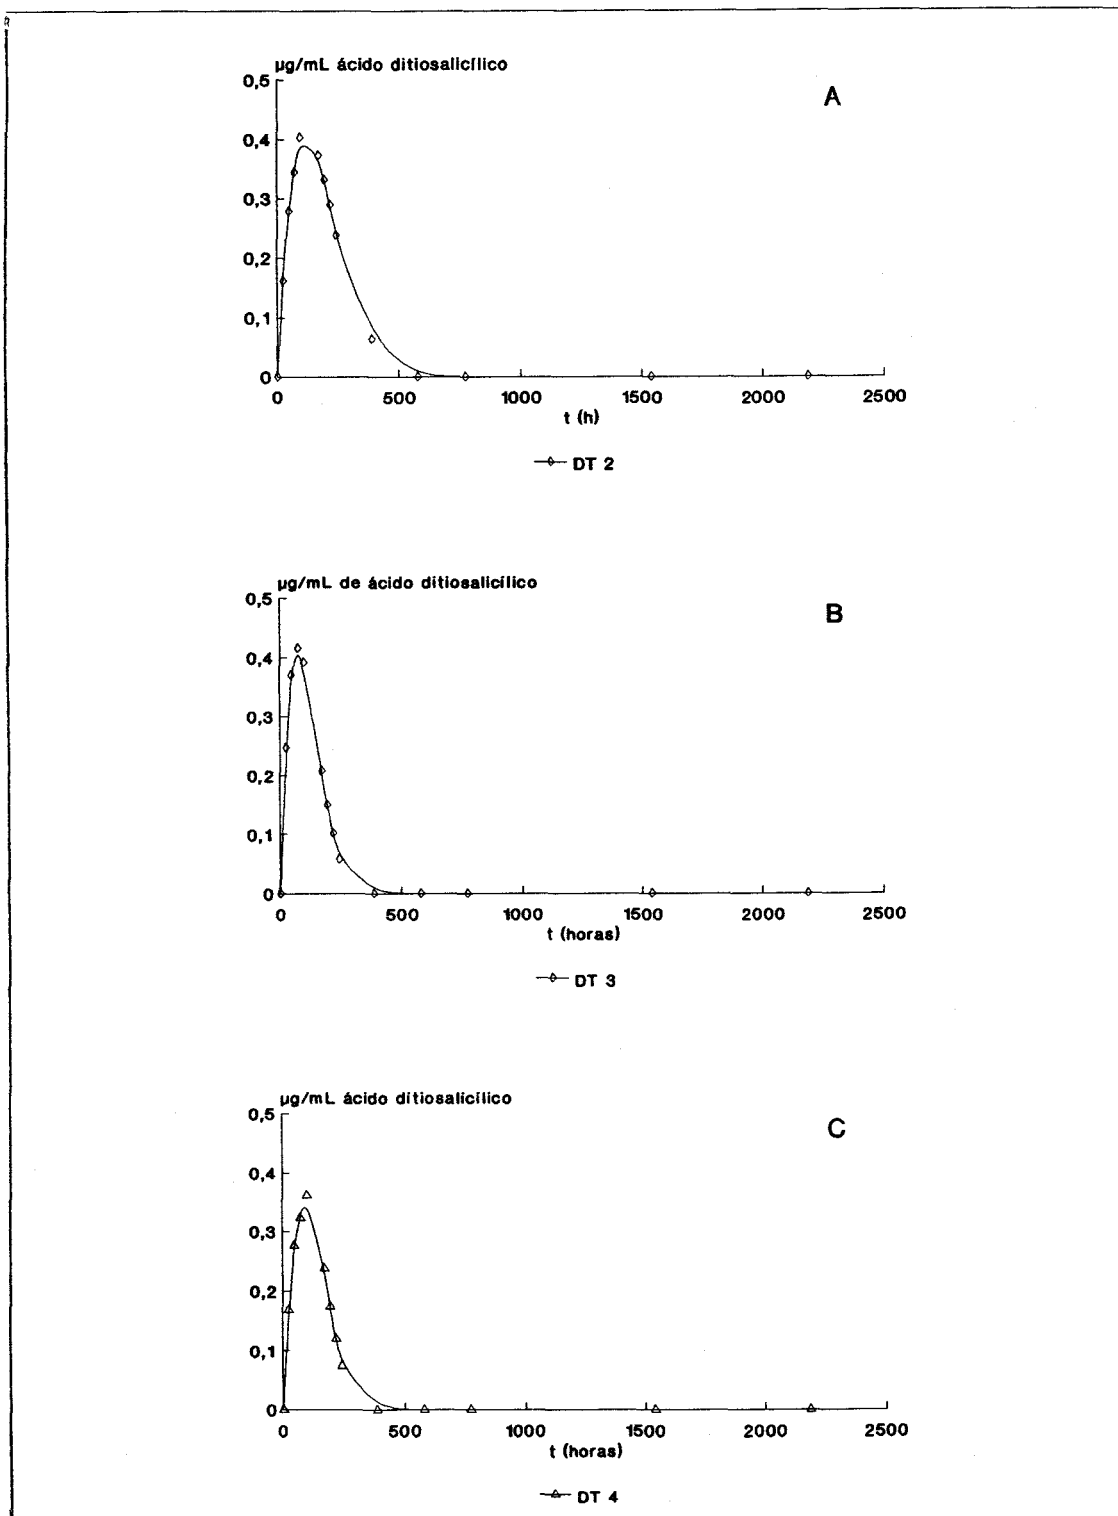 µg/mL ácido ditiosalicílico
A
0,5
0,4
0,3
0,2
0,1
0
0 500 1000 1500 2000 2500
t (h)
DT 2
µg/mL de ácido ditiosalicílico
B
0,5
0,4
0,3
0,2
0,1
0
0 500 1000 1500 2000 2500
t (horas)
DT 3
µg/mL ácido ditiosalicílico
C
0,5
0,4
0,3
0,2
0,1
0
0 500 1000 1500 2000 2500
t (horas)
DT 4